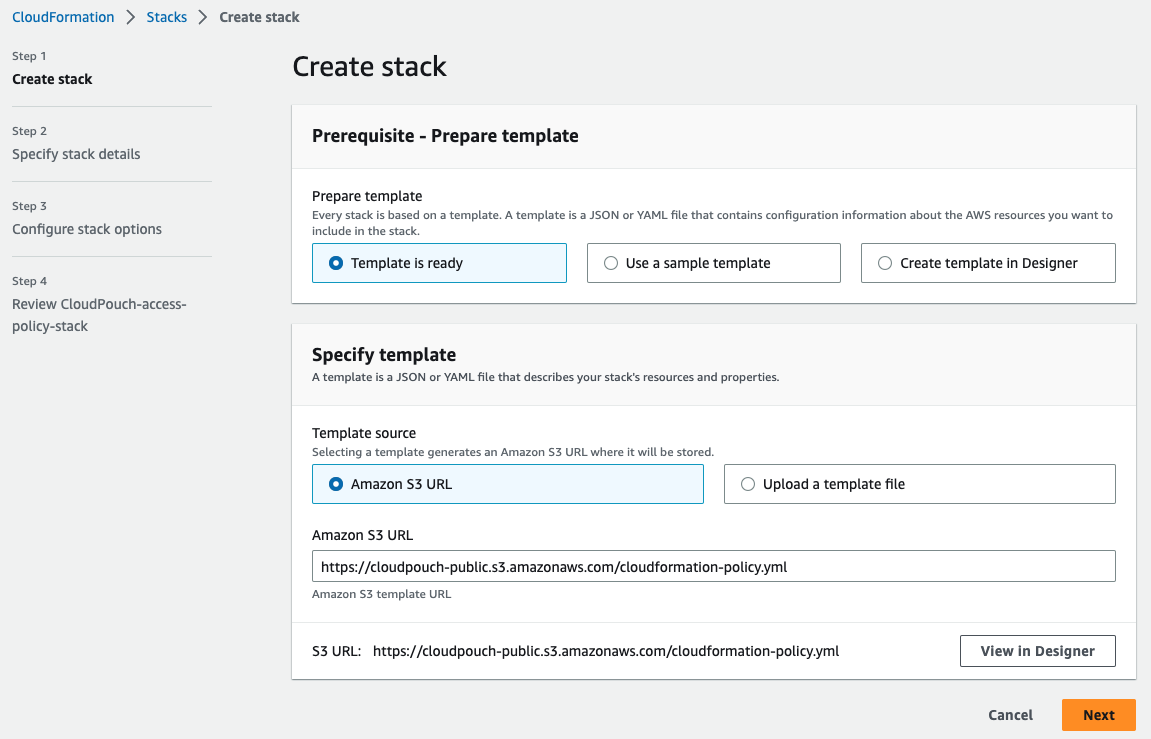 CloudFormation > Stacks > Create stack
Step 1
Create stack
Step 2
Specify stack details
Step 3
Configure stack options
Step 4
Review CloudPouch-access-
policy-stack
Create stack
Prerequisite - Prepare template
Prepare template
Every stack is based on a template. A template is a JSON or YAML file that contains configuration information about the AWS resources you want to
include in the stack.
Template is ready
Use a sample template
Create template in Designer
Specify template
A template is a JSON or YAML file that describes your stack's resources and properties.
Template source
Selecting a template generates an Amazon S3 URL where it will be stored.
Amazon S3 URL
Upload a template file
Amazon S3 URL
https://cloudpouch-public.s3.amazonaws.com/cloudformation-policy.yml
Amazon S3 template URL
S3 URL: https://cloudpouch-public.s3.amazonaws.com/cloudformation-policy.yml
View in Designer
Cancel
Next